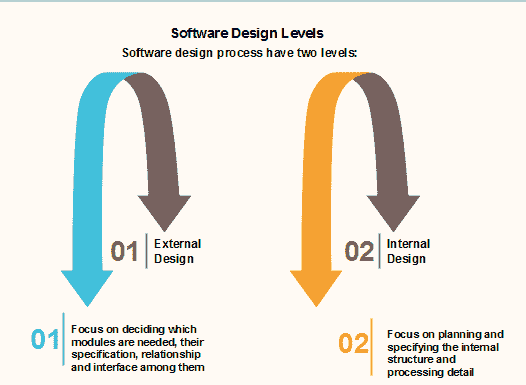 Software Design Levels
Software design process have two levels:
01
External
Design
02
Internal
Design
01
Focus on deciding which
modules are needed, their
specification, relationship
and interface among them
02
Focus on planning and
specifying the internal
structure and
processing detail